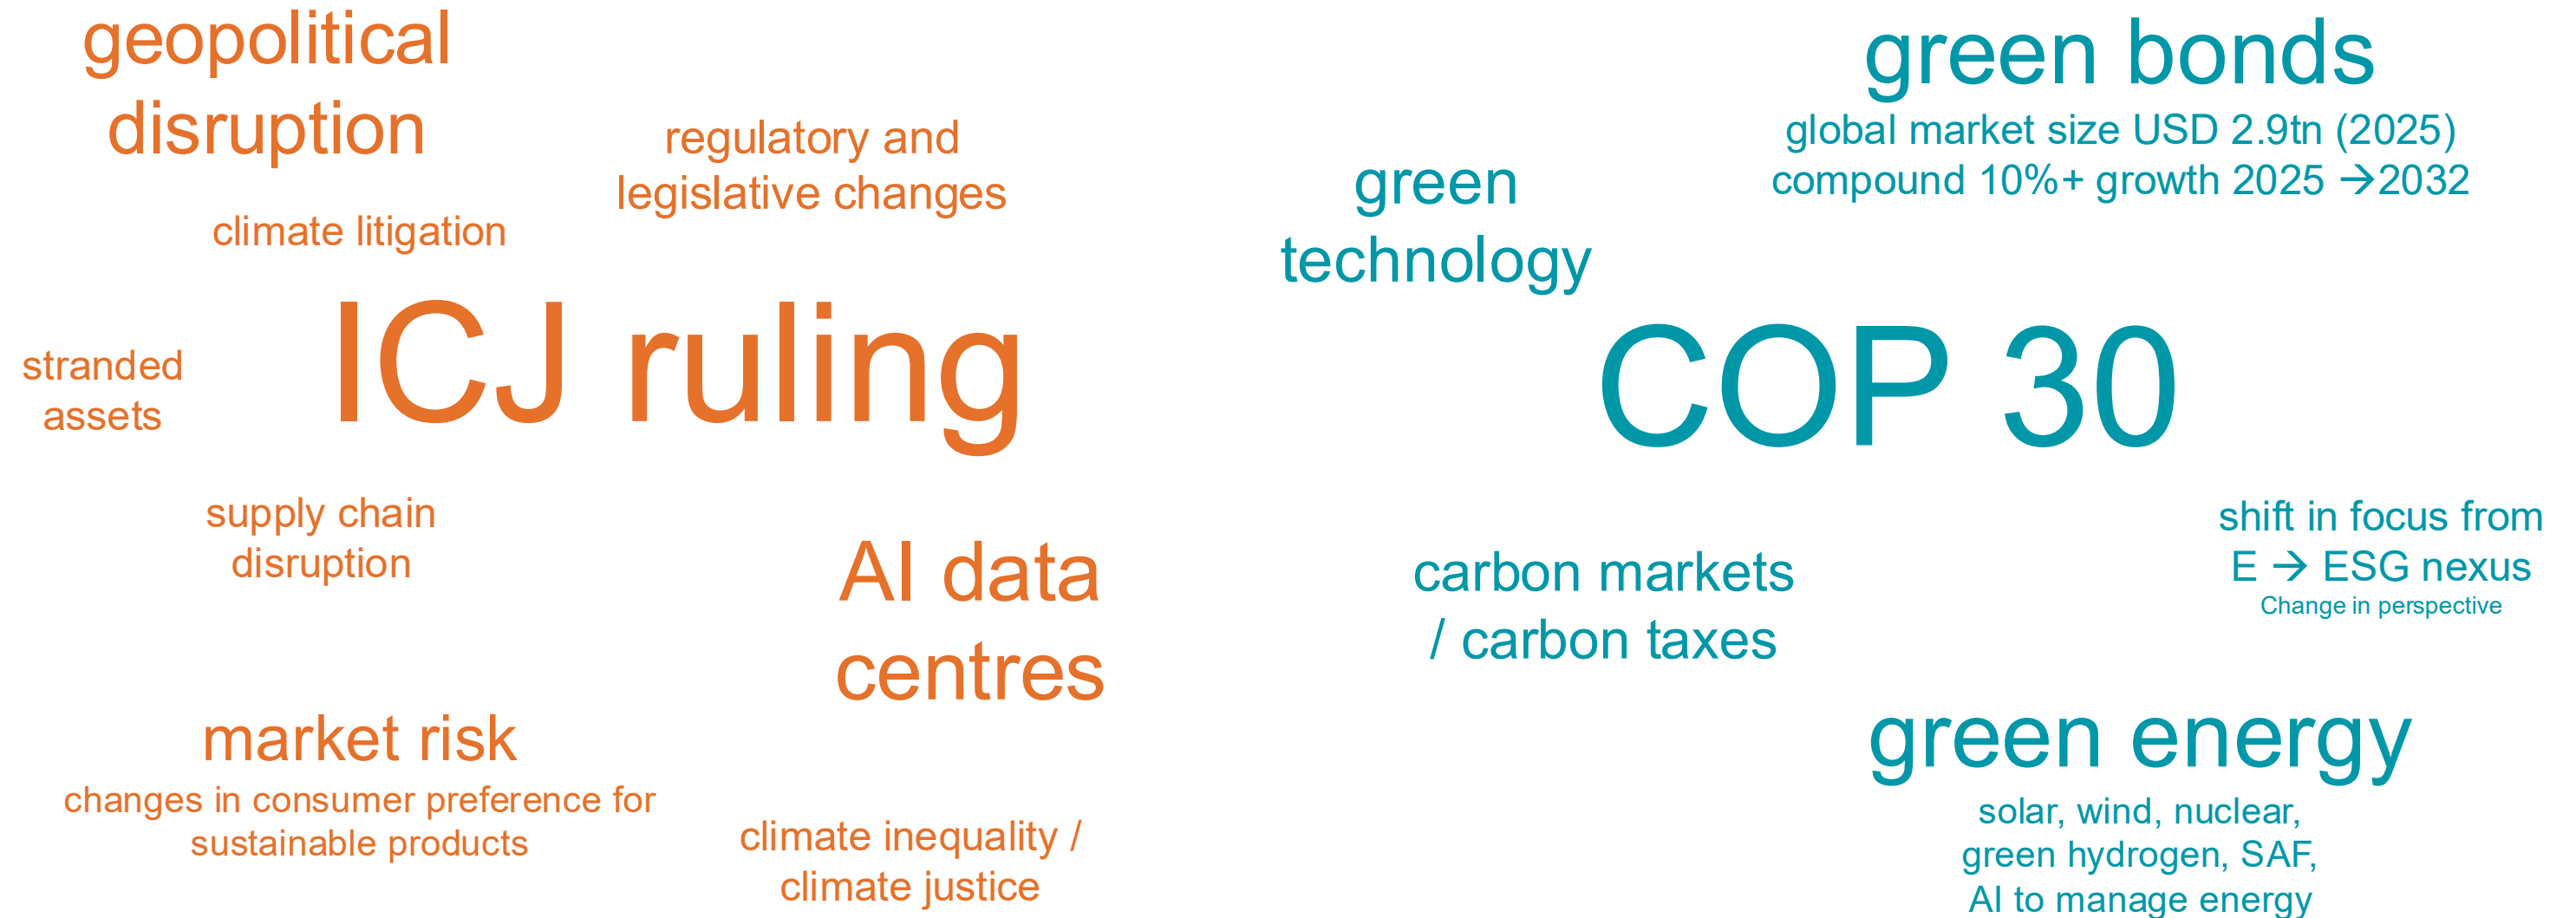 geopolitical
disruption
regulatory and
legislative changes
climate litigation
ICJ ruling
stranded
assets
supply chain
disruption
AI data
centres
market risk
changes in consumer preference for
sustainable products
climate inequality /
climate justice
green bonds
global market size USD 2.9tn (2025)
compound 10%+ growth 2025 →2032
green
technology
COP 30
shift in focus from
E → ESG nexus
Change in perspective
carbon markets
/ carbon taxes
green energy
solar, wind, nuclear,
green hydrogen, SAF,
AI to manage energy